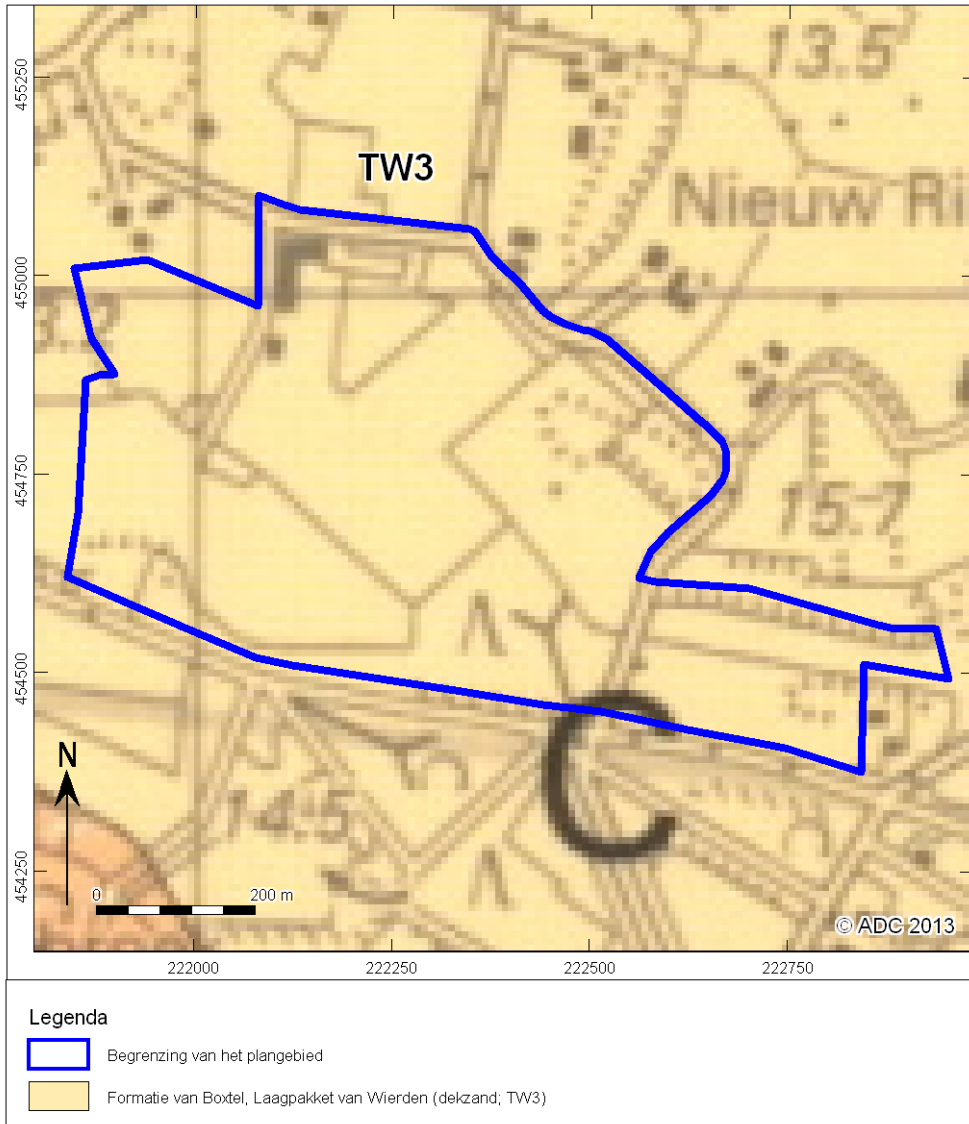 13.5
455250
TW3
Nieuw Ri
455000
454750
15.7
454500
N
14.5
454250
0 200 m
© ADC 2013
222000 222250 222500 222750
Legenda
Begrenzing van het plangebied
Formatie van Boxtel, Laagpakket van Wierden (dekzand; TW3)